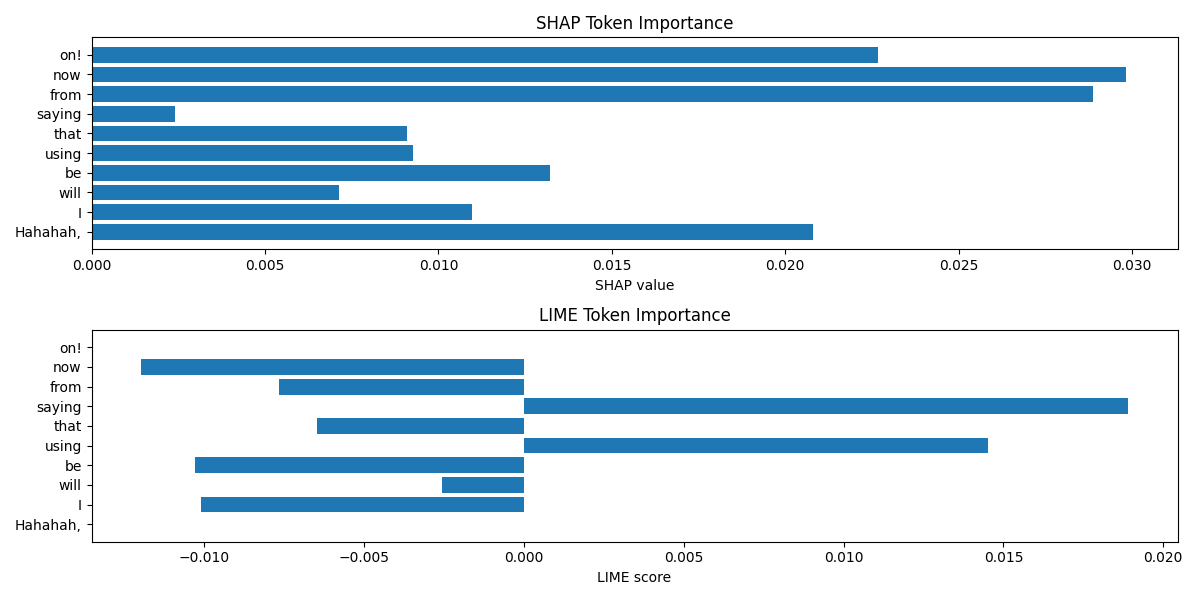 SHAP Token Importance
on!
now
from
saying
that
using
be
will
I
Hahahah,
0.000 0.005 0.010 0.015 0.020 0.025 0.030
SHAP value
LIME Token Importance
on!
now
from
saying
that
using
be
will
I
Hahahah,
−0.010 −0.005 0.000 0.005 0.010 0.015 0.020
LIME score